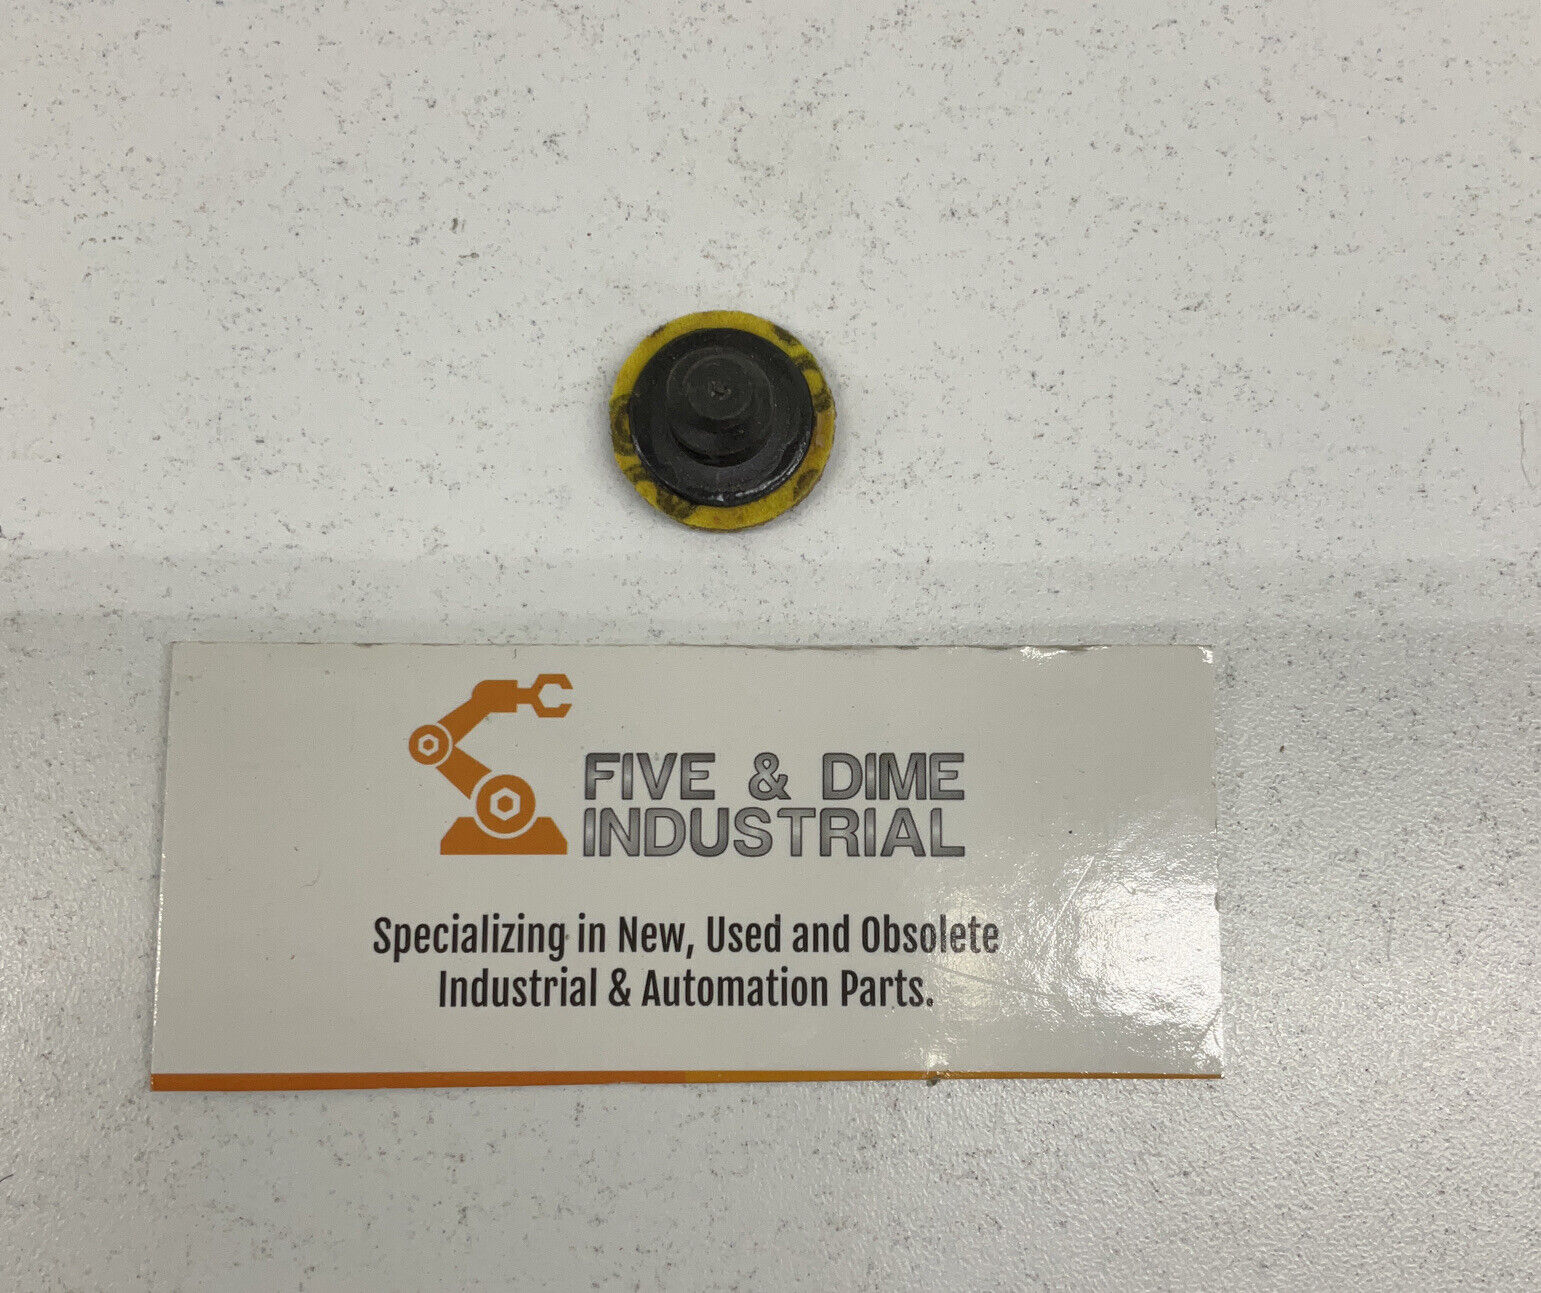 FIVE & DIME
INDUSTRIAL
Specializing in New, Used and Obsolete
Industrial & Automation Parts.